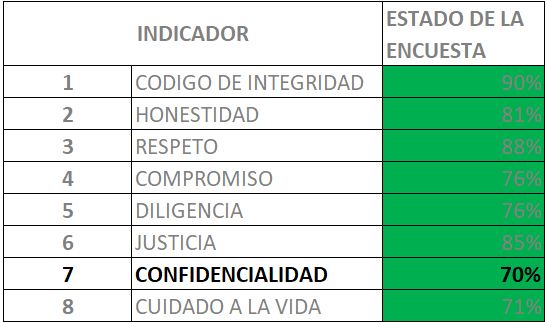 INDICADOR ESTADO DE LA ENCUESTA
1 CODIGO DE INTEGRIDAD 90%
2 HONESTIDAD 81%
3 RESPETO 88%
4 COMPROMISO 76%
5 DILIGENCIA 76%
6 JUSTICIA 85%
7 CONFIDENCIALIDAD 70%
8 CUIDADO A LA VIDA 71%